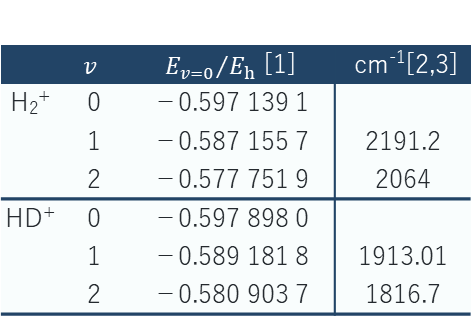 v E_{v=0}/E_h [1] cm⁻¹[2,3]
H₂⁺ 0 −0.597 139 1
1 −0.587 155 7 2191.2
2 −0.577 751 9 2064
HD⁺ 0 −0.597 898 0
1 −0.589 181 8 1913.01
2 −0.580 903 7 1816.7